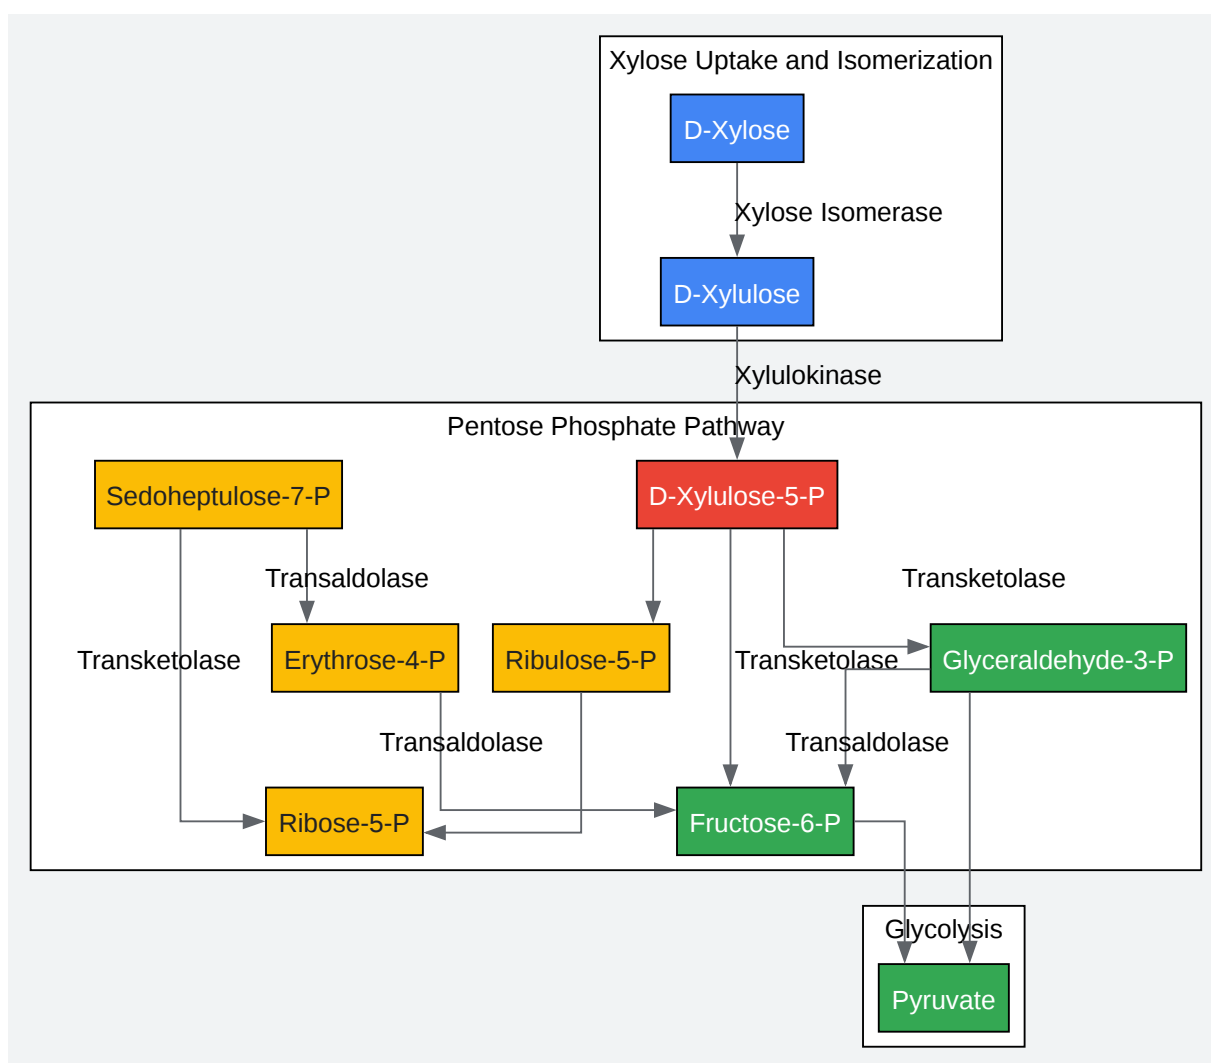 Xylose Uptake and Isomerization
D-Xylose
Xylose Isomerase
D-Xylulose
Xylulokinase
Pentose Phosphate Pathway
Sedoheptulose-7-P
D-Xylulose-5-P
Transaldolase
Transketolase
Transketolase
Erythrose-4-P
Ribulose-5-P
Transketolase
Glyceraldehyde-3-P
Transaldolase
Transaldolase
Ribose-5-P
Fructose-6-P
Glycolysis
Pyruvate